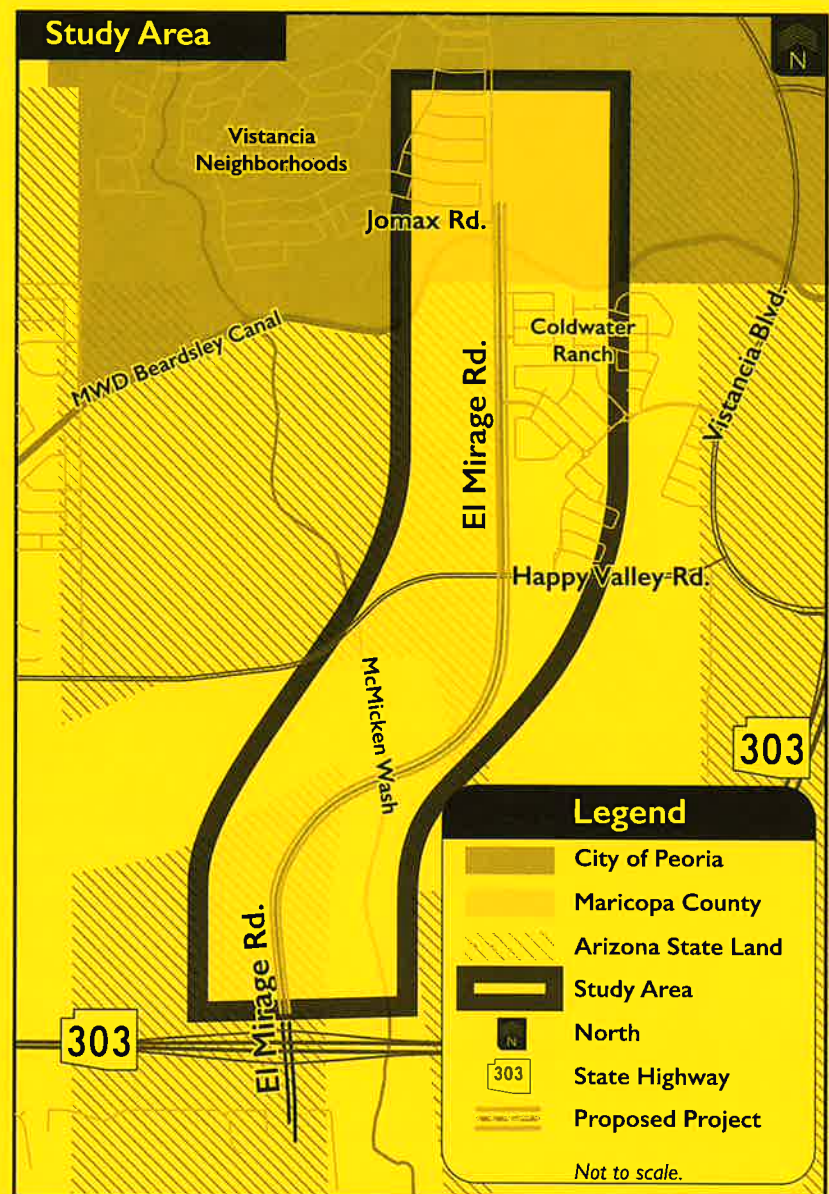 Study Area
N
Vistancia
Neighborhoods
Jomax Rd.
MWD Beardsley Canal
Coldwater
Ranch
Vistancia Blvd.
El Mirage Rd.
Happy Valley Rd.
McMicken Wash
303
El Mirage Rd.
303
Legend
City of Peoria
Maricopa County
Arizona State Land
Study Area
N
North
303
State Highway
Proposed Project
Not to scale.